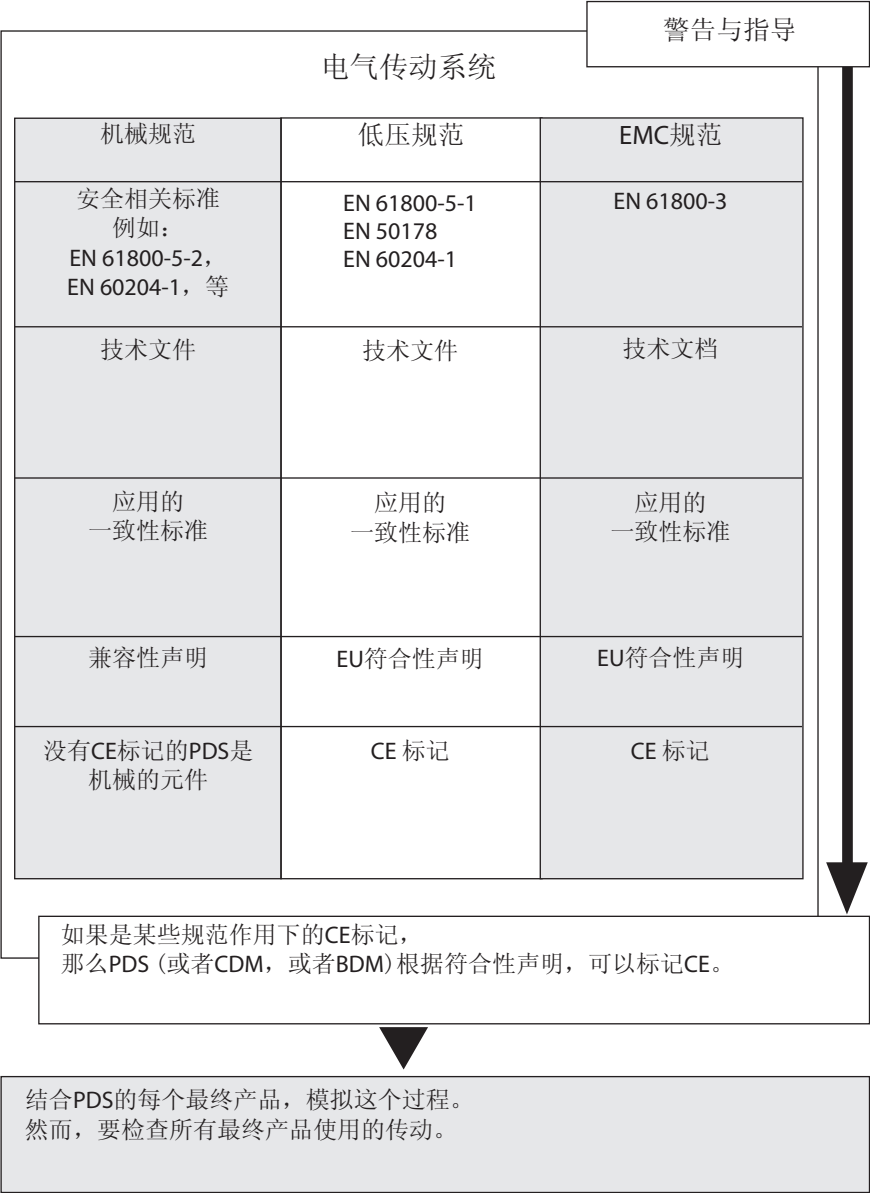 警告与指导
电气传动系统
机械规范
低压规范
EMC规范
安全相关标准
例如：
EN 61800-5-2，
EN 60204-1，等
EN 61800-5-1
EN 50178
EN 60204-1
EN 61800-3
技术文件
技术文件
技术文档
应用的
一致性标准
应用的
一致性标准
应用的
一致性标准
兼容性声明
EU符合性声明
EU符合性声明
没有CE标记的PDS是
机械的元件
CE 标记
CE 标记
如果是某些规范作用下的CE标记，
那么PDS（或者CDM，或者BDM）根据符合性声明，可以标记CE。
结合PDS的每个最终产品，模拟这个过程。
然而，要检查所有最终产品使用的传动。